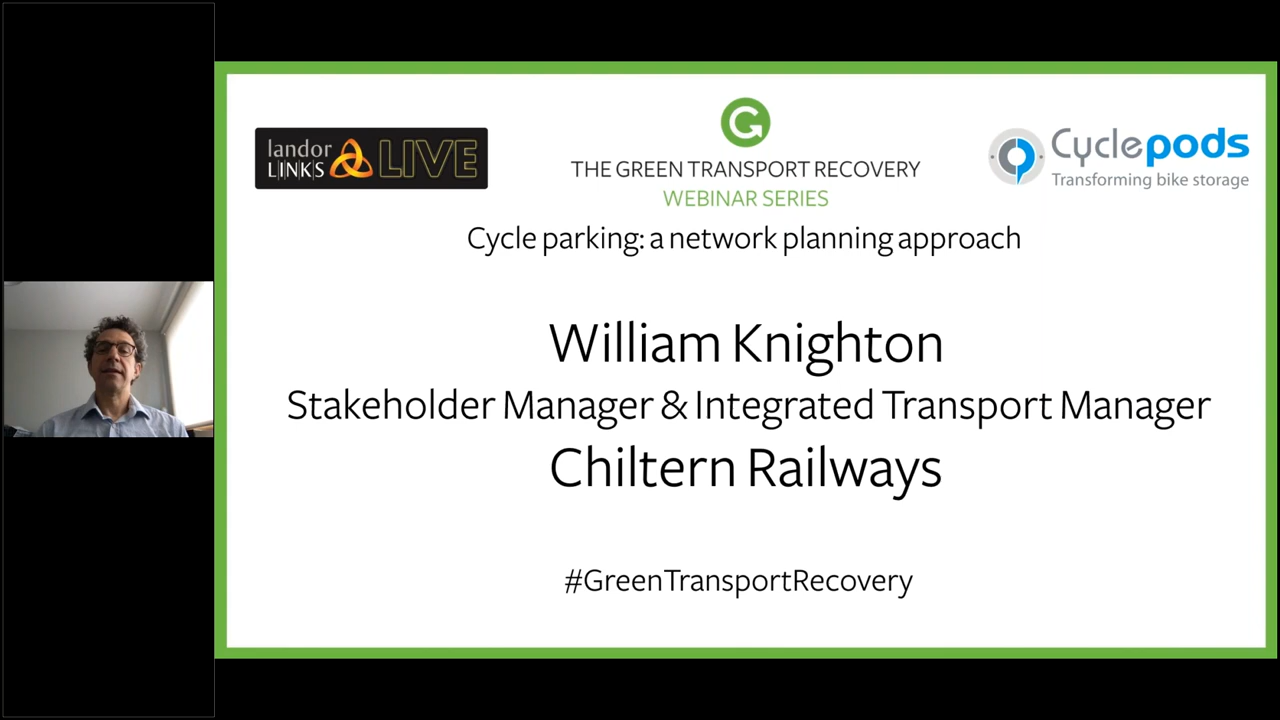 landor
LINKS LIVE
THE GREEN TRANSPORT RECOVERY
WEBINAR SERIES
Cyclepods
Transforming bike storage
Cycle parking: a network planning approach
William Knighton
Stakeholder Manager & Integrated Transport Manager
Chiltern Railways
#GreenTransportRecovery